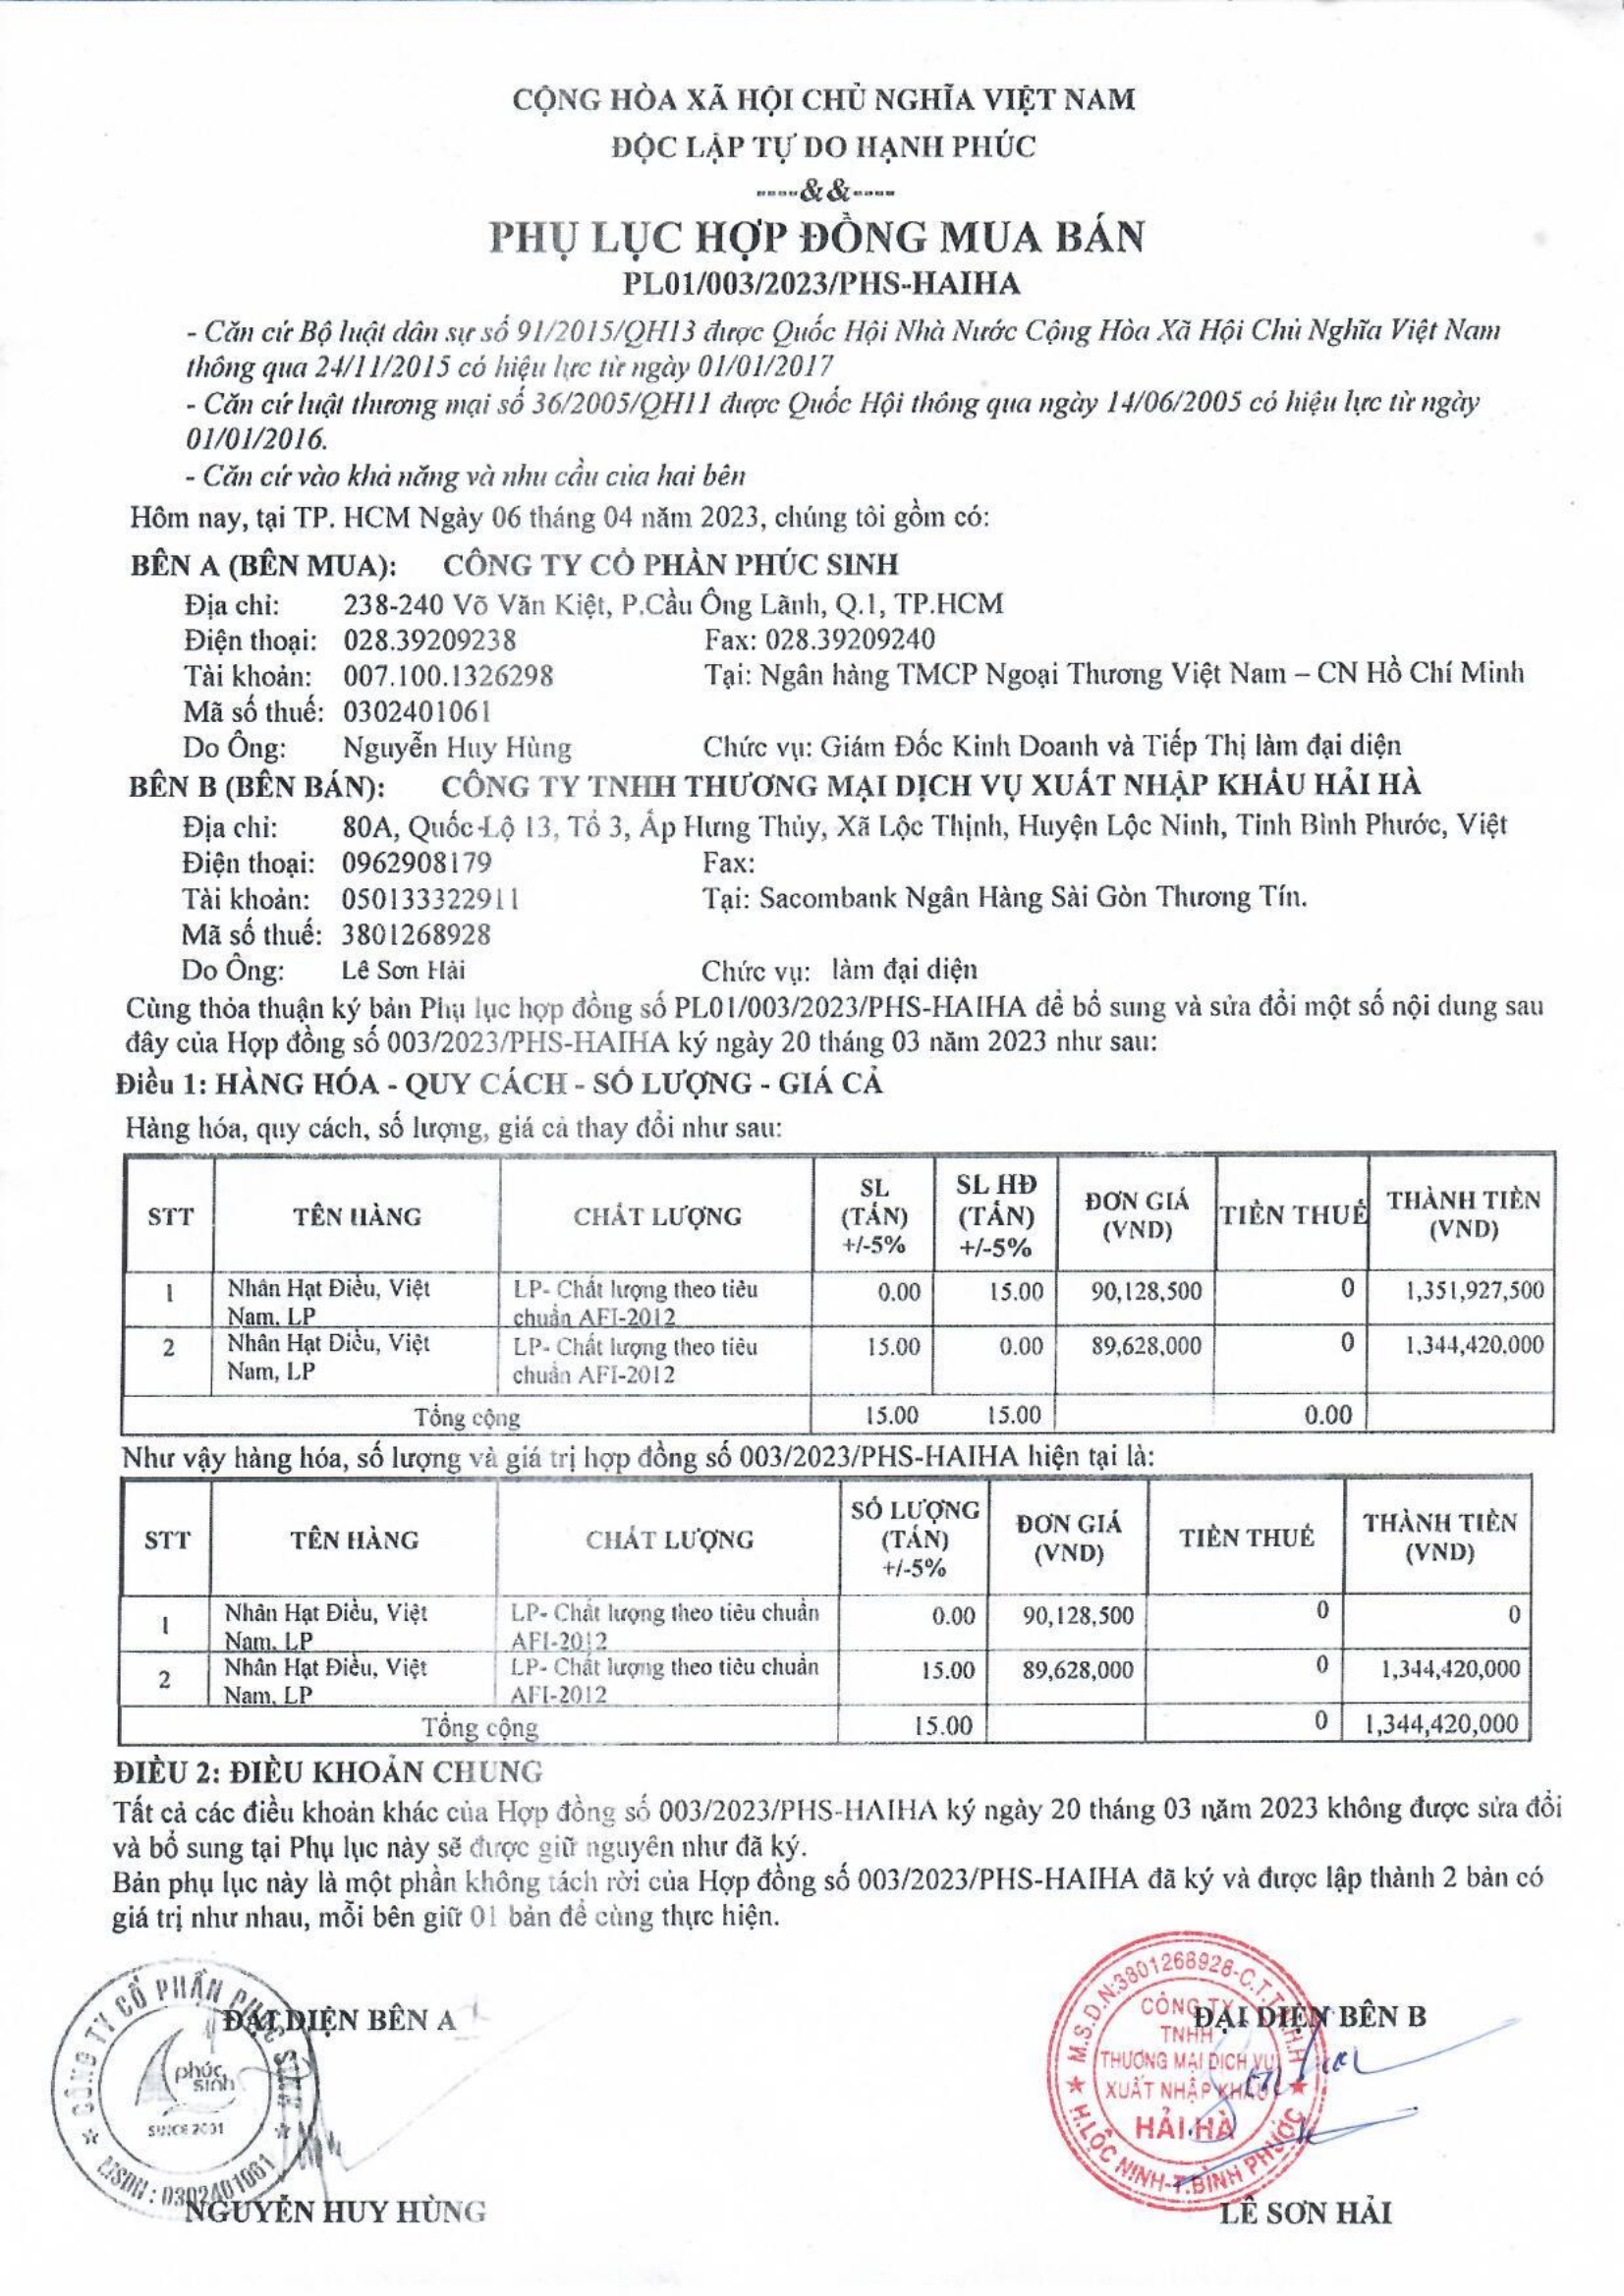 CỘNG HÒA XÃ HỘI CHỦ NGHĨA VIỆT NAM
ĐỘC LẬP TỰ DO HẠNH PHÚC
----&&----
PHỤ LỤC HỢP ĐỒNG MUA BÁN
PL01/003/2023/PHS-HAIHA
- Căn cứ Bộ luật dân sự số 91/2015/QH13 được Quốc Hội Nhà Nước Cộng Hòa Xã Hội Chủ Nghĩa Việt Nam
thông qua 24/11/2015 có hiệu lực từ ngày 01/01/2017
- Căn cứ luật thương mại số 36/2005/QH11 được Quốc Hội thông qua ngày 14/06/2005 có hiệu lực từ ngày
01/01/2016.
- Căn cứ vào khả năng và nhu cầu của hai bên
Hôm nay, tại TP. HCM Ngày 06 tháng 04 năm 2023, chúng tôi gồm có:
BÊN A (BÊN MUA): CÔNG TY CỔ PHẦN PHÚC SINH
Địa chỉ: 238-240 Võ Văn Kiệt, P.Cầu Ông Lãnh, Q.1, TP.HCM
Điện thoại: 028.39209238 Fax: 028.39209240
Tài khoản: 007.100.1326298 Tại: Ngân hàng TMCP Ngoại Thương Việt Nam – CN Hồ Chí Minh
Mã số thuế: 0302401061
Do Ông: Nguyễn Huy Hùng Chức vụ: Giám Đốc Kinh Doanh và Tiếp Thị làm đại diện
BÊN B (BÊN BÁN): CÔNG TY TNHH THƯƠNG MẠI DỊCH VỤ XUẤT NHẬP KHẨU HẢI HÀ
Địa chỉ: 80A, Quốc Lộ 13, Tổ 3, Ấp Hưng Thủy, Xã Lộc Thịnh, Huyện Lộc Ninh, Tỉnh Bình Phước, Việt
Điện thoại: 0962908179 Fax:
Tài khoản: 050133322911 Tại: Sacombank Ngân Hàng Sài Gòn Thương Tín.
Mã số thuế: 3801268928
Do Ông: Lê Sơn Hải Chức vụ: làm đại diện
Cùng thỏa thuận ký bản Phụ lục hợp đồng số PL01/003/2023/PHS-HAIHA để bổ sung và sửa đổi một số nội dung sau
đây của Hợp đồng số 003/2023/PHS-HAIHA ký ngày 20 tháng 03 năm 2023 như sau:
Điều 1: HÀNG HÓA - QUY CÁCH - SỐ LƯỢNG - GIÁ CẢ
Hàng hóa, quy cách, số lượng, giá cả thay đổi như sau:
STT TÊN HÀNG CHẤT LƯỢNG SL (TẤN) +/-5% SL HĐ (TẤN) +/-5% ĐƠN GIÁ (VND) TIỀN THUẾ THÀNH TIỀN (VND)
1 Nhân Hạt Điều, Việt Nam, LP LP- Chất lượng theo tiêu chuẩn AFI-2012 0.00 15.00 90,128,500 0 1,351,927,500
2 Nhân Hạt Điều, Việt Nam, LP LP- Chất lượng theo tiêu chuẩn AFI-2012 15.00 0.00 89,628,000 0 1,344,420,000
Tổng cộng 15.00 15.00 0.00
Như vậy hàng hóa, số lượng và giá trị hợp đồng số 003/2023/PHS-HAIHA hiện tại là:
STT TÊN HÀNG CHẤT LƯỢNG SỐ LƯỢNG (TẤN) +/-5% ĐƠN GIÁ (VND) TIỀN THUẾ THÀNH TIỀN (VND)
1 Nhân Hạt Điều, Việt Nam, LP LP- Chất lượng theo tiêu chuẩn AFI-2012 0.00 90,128,500 0 0
2 Nhân Hạt Điều, Việt Nam, LP LP- Chất lượng theo tiêu chuẩn AFI-2012 15.00 89,628,000 0 1,344,420,000
Tổng cộng 15.00 0 1,344,420,000
ĐIỀU 2: ĐIỀU KHOẢN CHUNG
Tất cả các điều khoản khác của Hợp đồng số 003/2023/PHS-HAIHA ký ngày 20 tháng 03 năm 2023 không được sửa đổi
và bổ sung tại Phụ lục này sẽ được giữ nguyên như đã ký.
Bản phụ lục này là một phần không tách rời của Hợp đồng số 003/2023/PHS-HAIHA đã ký và được lập thành 2 bản có
giá trị như nhau, mỗi bên giữ 01 bản để cùng thực hiện.
ĐẠI DIỆN BÊN A ĐẠI DIỆN BÊN B
CÔNG TY CỔ PHẦN PHÚC SINH
phúc sinh
SINCE 2001
MSDN: 0302401061
M.S.D.N:3801268928-C.T.T.N.H.H
CÔNG TY
TNHH
THƯƠNG MẠI DỊCH VỤ
XUẤT NHẬP KHẨU
HẢI HÀ
H.LỘC NINH-T.BÌNH PHƯỚC
NGUYỄN HUY HÙNG LÊ SƠN HẢI